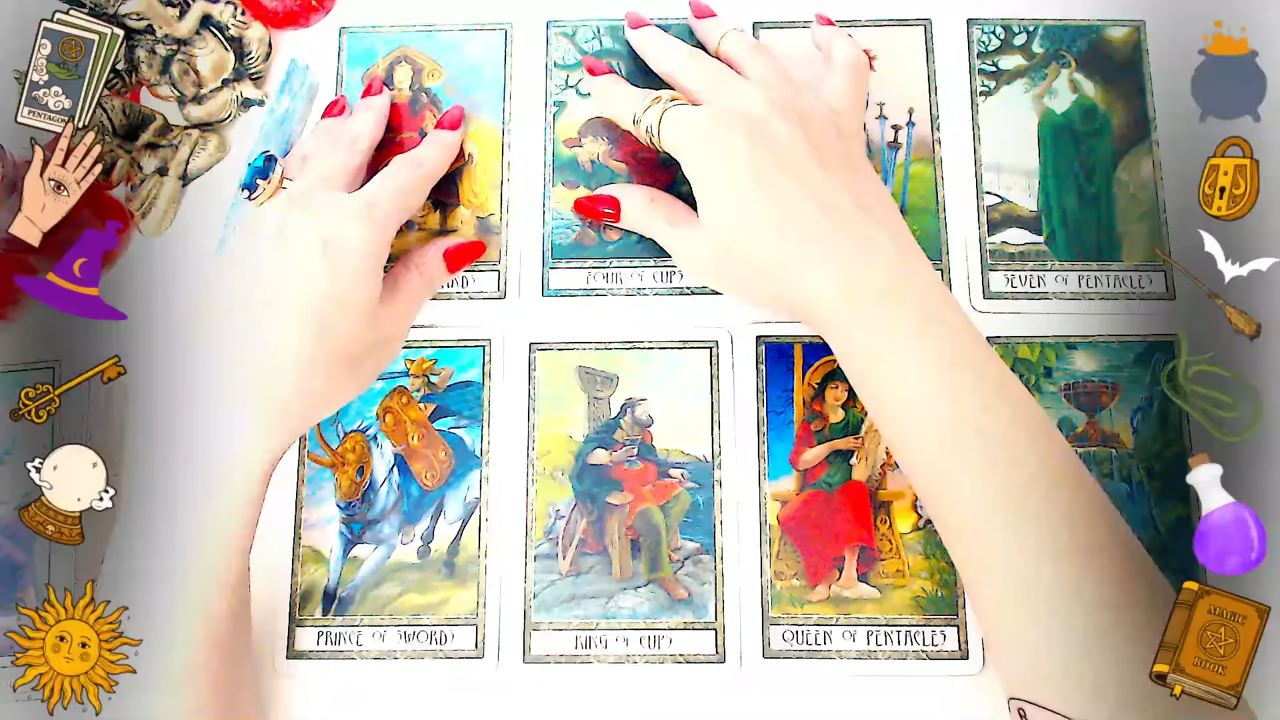 PENTAGON
FOUR OF CUPS
SEVEN OF PENTACLES
PRINCE OF SWORDS
KING OF CUPS
QUEEN OF PENTACLES
MAGIC
BOOK